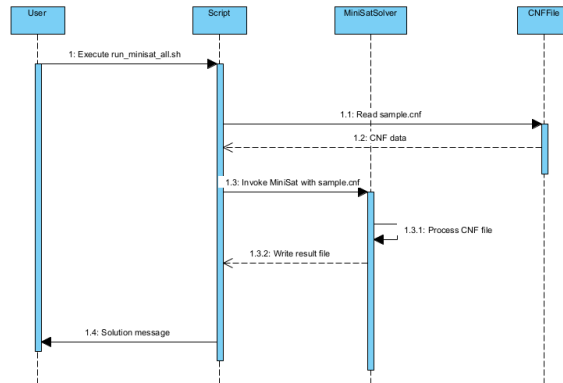 User
Script
MiniSatSolver
CNFFile
1: Execute run_minisat_all.sh
1.1: Read sample.cnf
1.2: CNF data
1.3: Invoke MiniSat with sample.cnf
1.3.1: Process CNF file
1.3.2: Write result file
1.4: Solution message